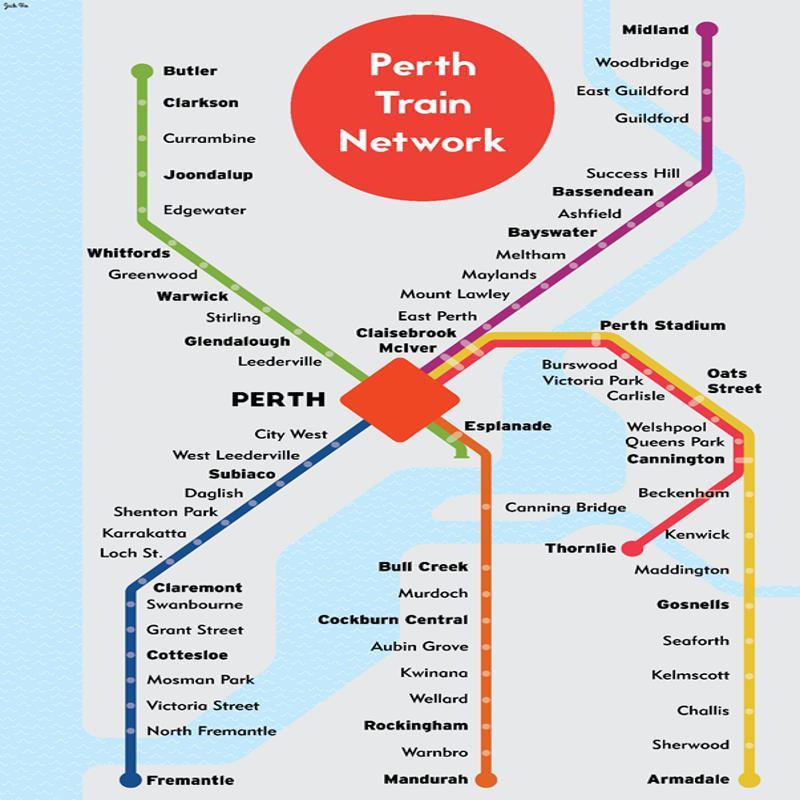 Perth
Train
Network
Butler
Clarkson
Currambine
Joondalup
Edgewater
Whitfords
Greenwood
Warwick
Stirling
Glendalough
Leederville
Midland
Woodbridge
East Guildford
Guildford
Success Hill
Bassendean
Ashfield
Bayswater
Meltham
Maylands
Mount Lawley
East Perth
Claisebrook
McIver
PERTH
Perth Stadium
Burswood
Victoria Park
Carlisle
Oats
Street
Welshpool
Queens Park
Cannington
Beckenham
Thornlie
Kenwick
Maddington
Gosnells
Seaforth
Kelmscott
Challis
Sherwood
Armadale
Esplanade
Canning Bridge
Bull Creek
Murdoch
Cockburn Central
Aubin Grove
Kwinana
Wellard
Rockingham
Warnbro
Mandurah
City West
West Leederville
Subiaco
Daglish
Shenton Park
Karrakatta
Loch St.
Claremont
Swanbourne
Grant Street
Cottesloe
Mosman Park
Victoria Street
North Fremantle
Fremantle